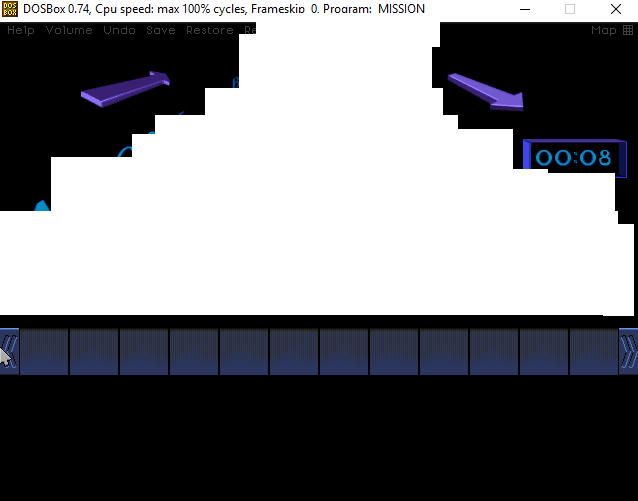 DOSBox 0.74, Cpu speed: max 100% cycles, Frameskip 0, Program: MISSION
Help Volume Undo Save Restore Map
00:08